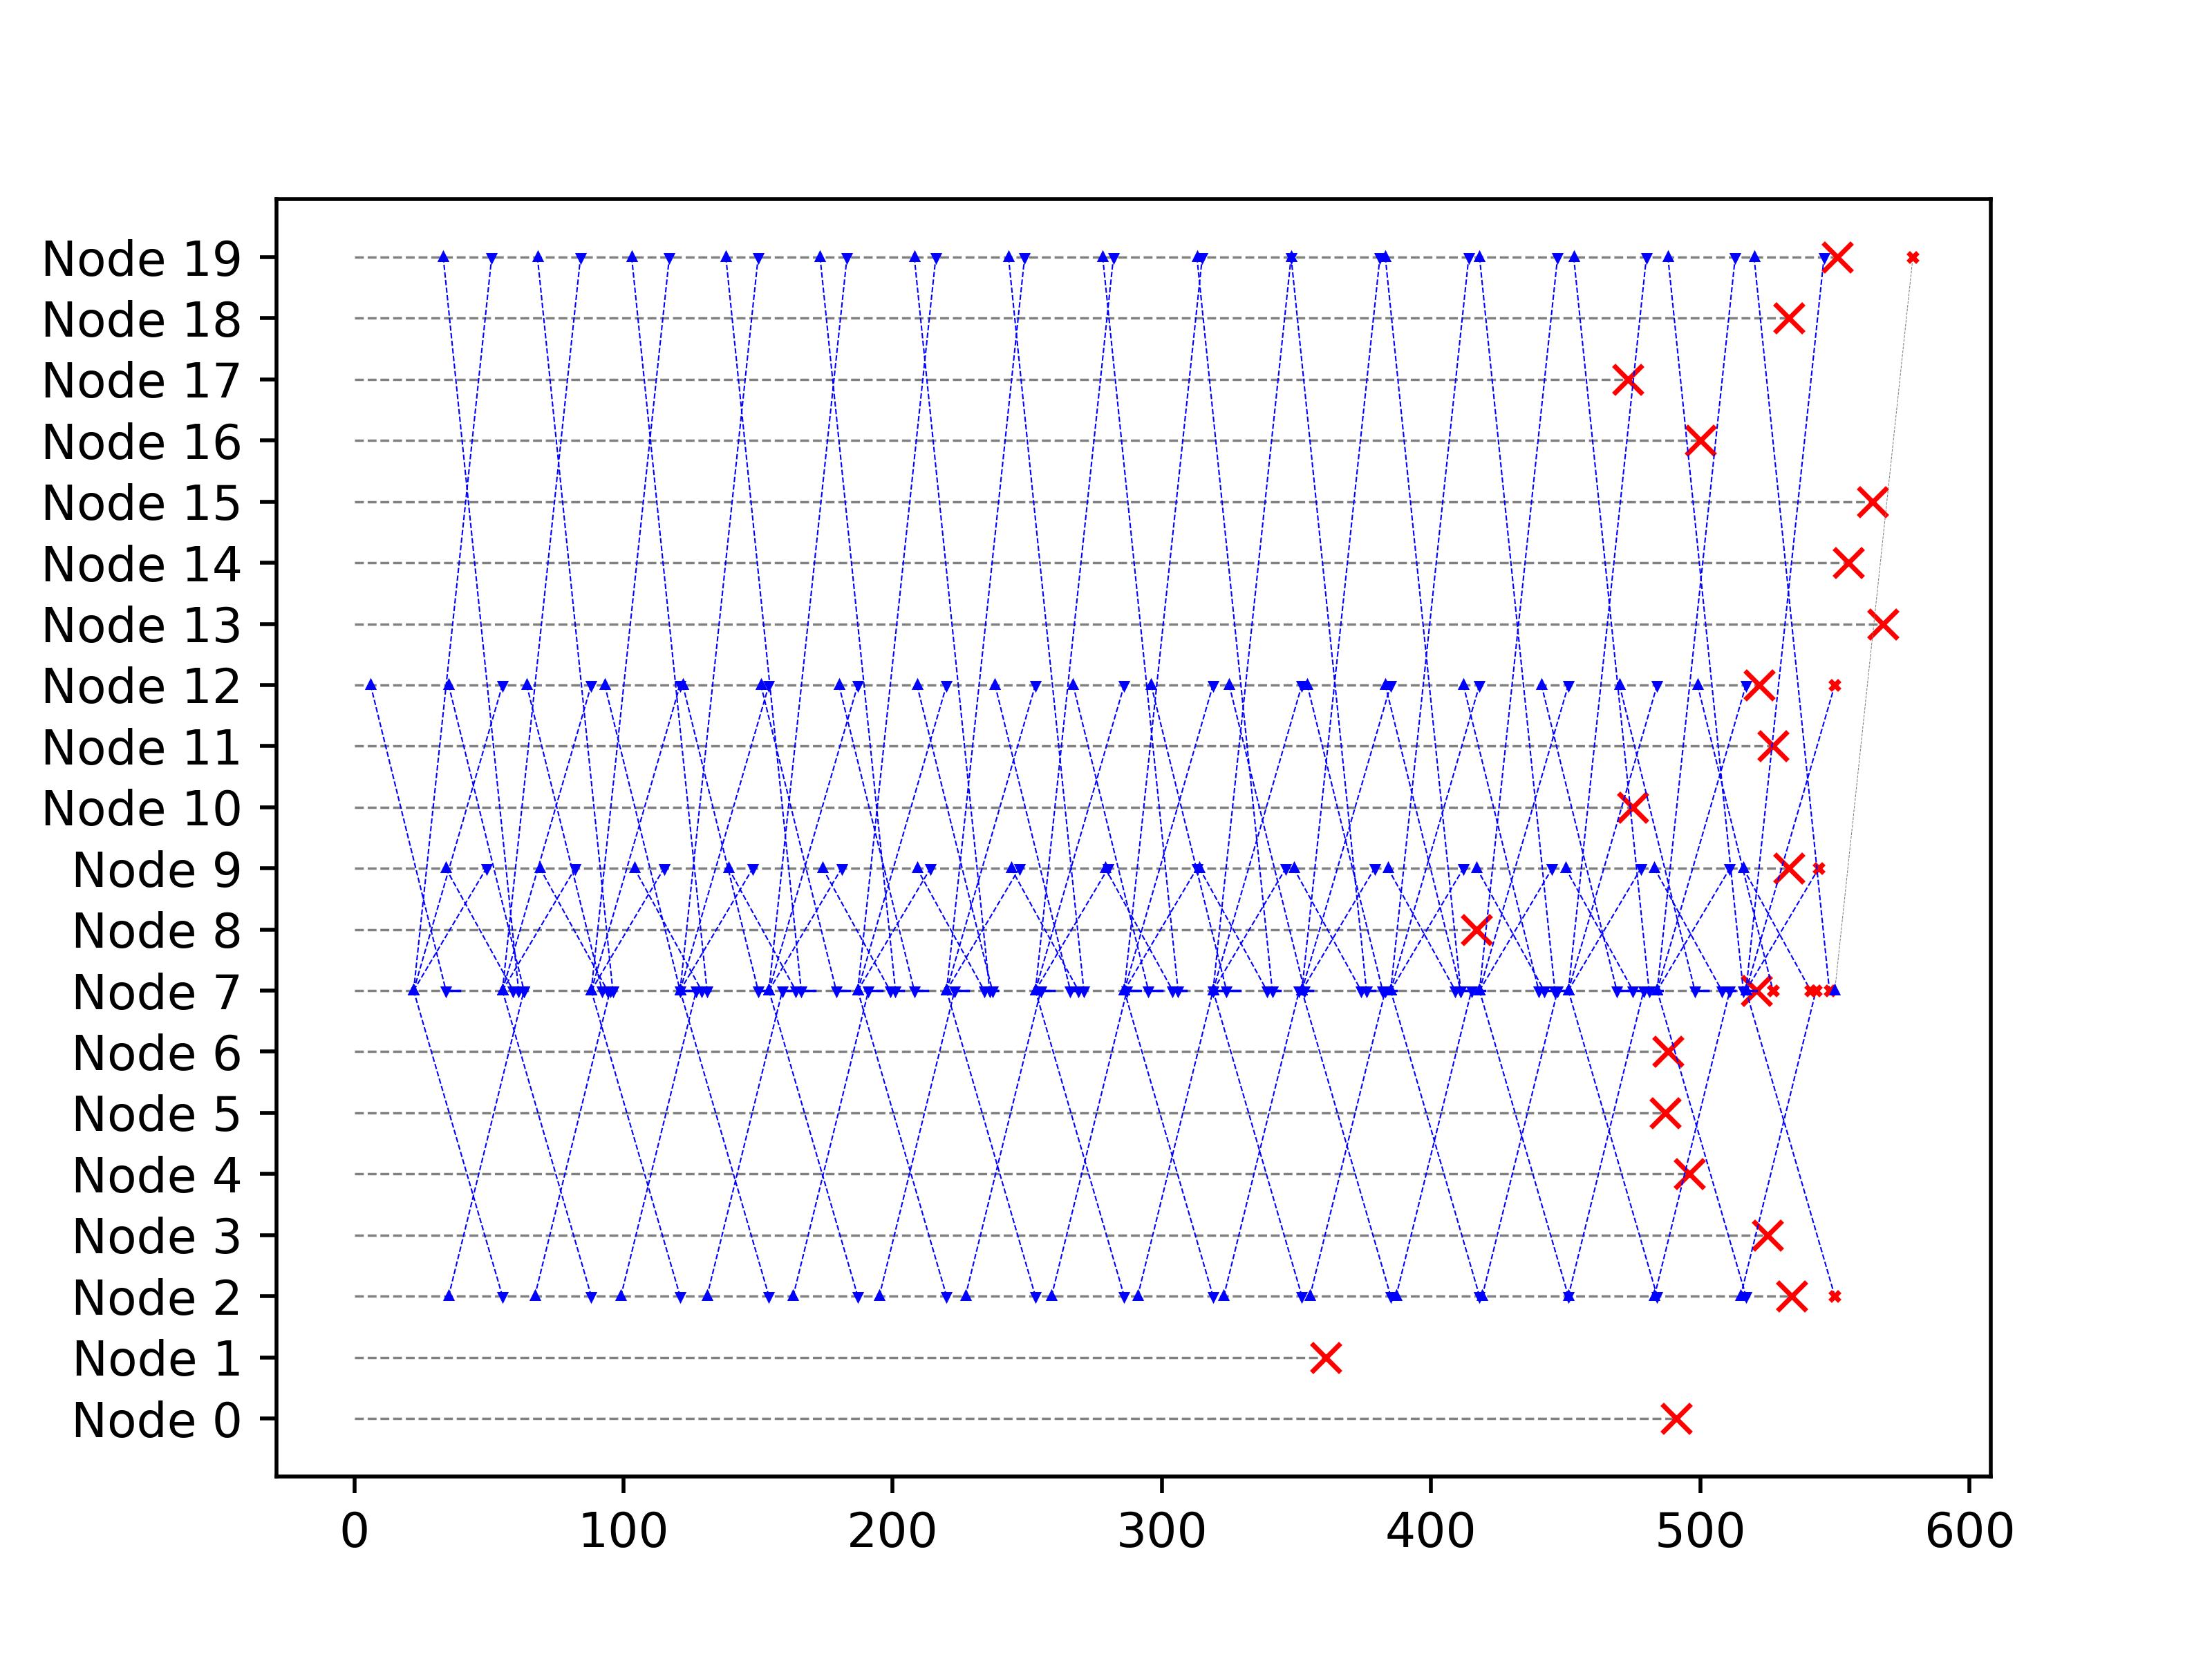 Node 19
Node 18
Node 17
Node 16
Node 15
Node 14
Node 13
Node 12
Node 11
Node 10
Node 9
Node 8
Node 7
Node 6
Node 5
Node 4
Node 3
Node 2
Node 1
Node 0
0 100 200 300 400 500 600